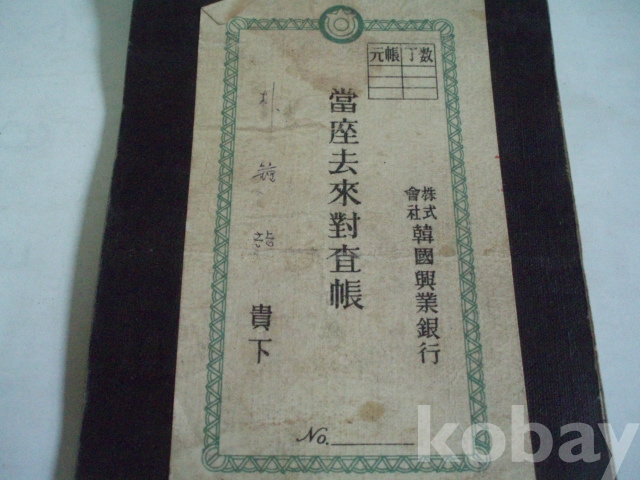 元帳丁数
株式會社 韓國興業銀行
當座去來對査帳
貴下
No.
kobay